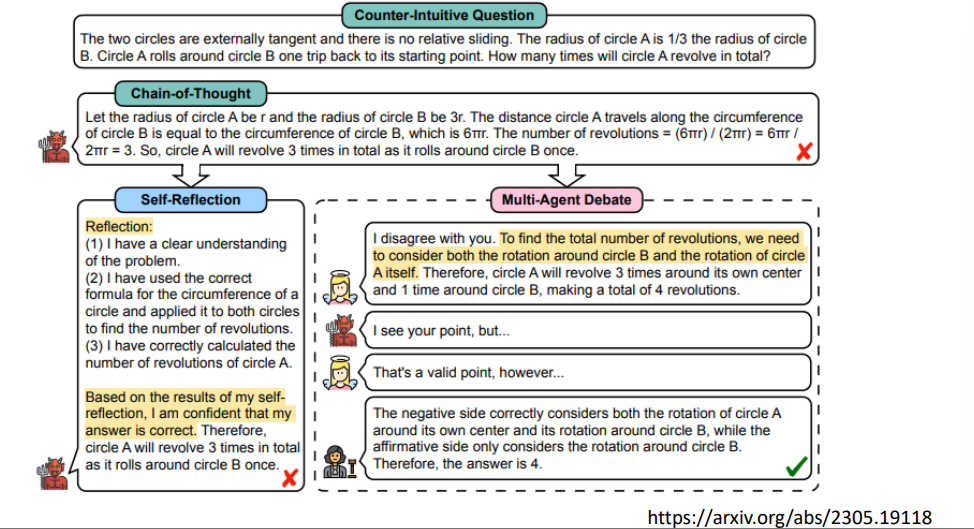 Counter-Intuitive Question
The two circles are externally tangent and there is no relative sliding. The radius of circle A is 1/3 the radius of circle
B. Circle A rolls around circle B one trip back to its starting point. How many times will circle A revolve in total?
Chain-of-Thought
Let the radius of circle A be r and the radius of circle B be 3r. The distance circle A travels along the circumference
of circle B is equal to the circumference of circle B, which is 6πr. The number of revolutions = (6πr) / (2πr) = 6πr /
2πr = 3. So, circle A will revolve 3 times in total as it rolls around circle B once.
Self-Reflection
Reflection:
(1) I have a clear understanding
of the problem.
(2) I have used the correct
formula for the circumference of a
circle and applied it to both circles
to find the number of revolutions.
(3) I have correctly calculated the
number of revolutions of circle A.
Based on the results of my self-
reflection, I am confident that my
answer is correct. Therefore,
circle A will revolve 3 times in total
as it rolls around circle B once.
Multi-Agent Debate
I disagree with you. To find the total number of revolutions, we need
to consider both the rotation around circle B and the rotation of circle
A itself. Therefore, circle A will revolve 3 times around its own center
and 1 time around circle B, making a total of 4 revolutions.
I see your point, but...
That's a valid point, however...
The negative side correctly considers both the rotation of circle A
around its own center and its rotation around circle B, while the
affirmative side only considers the rotation around circle B.
Therefore, the answer is 4.
https://arxiv.org/abs/2305.19118